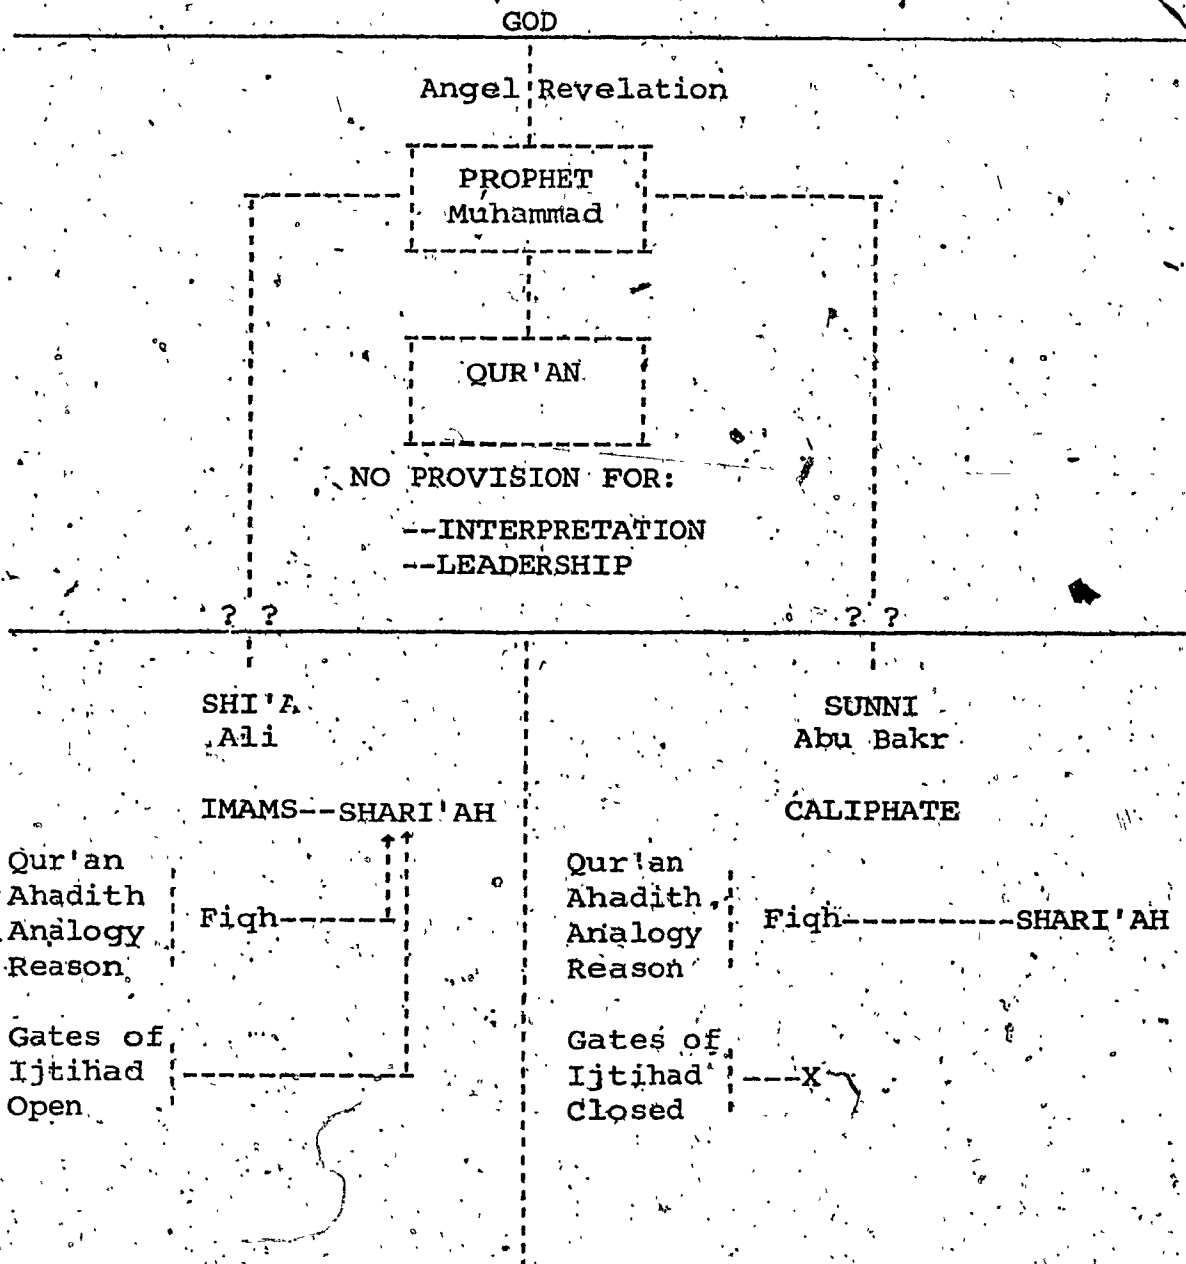 GOD
Angel Revelation
PROPHET
Muhammad
QUR'AN
NO PROVISION FOR:
--INTERPRETATION
--LEADERSHIP
? ?
? ?
SHI'A
Ali
IMAMS--SHARI'AH
Qur'an
Ahadith
Analogy
Reason
Fiqh
Gates of
Ijtihad
Open
SUNNI
Abu Bakr
CALIPHATE
Qur'an
Ahadith
Analogy
Reason
Fiqh---------SHARI'AH
Gates of
Ijtihad
Closed
X